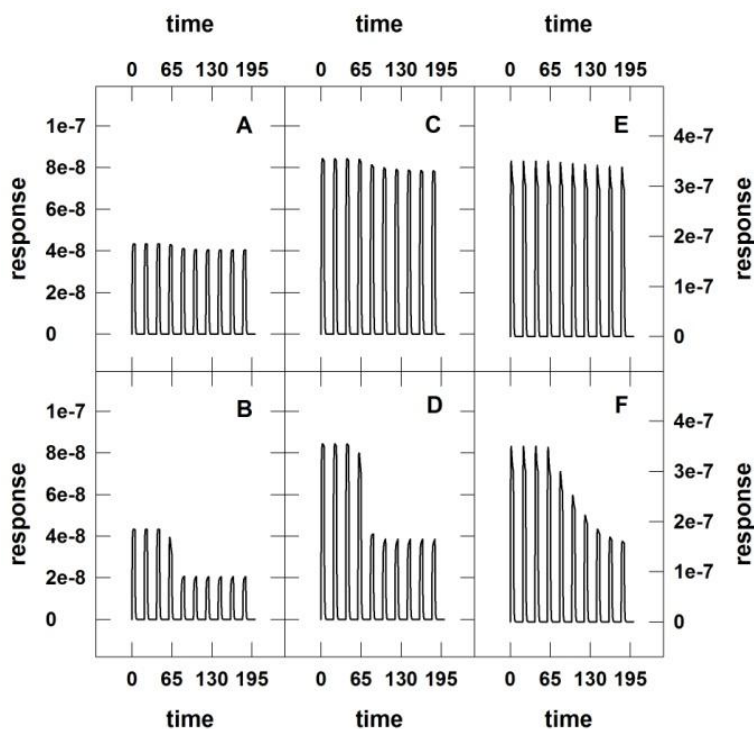 time time time
0 65 130 195 0 65 130 195 0 65 130 195
A C E
1e-7
8e-8
6e-8
4e-8
2e-8
0
response
4e-7
3e-7
2e-7
1e-7
0
response
B D F
1e-7
8e-8
6e-8
4e-8
2e-8
0
response
4e-7
3e-7
2e-7
1e-7
0
response
0 65 130 195 0 65 130 195 0 65 130 195
time time time